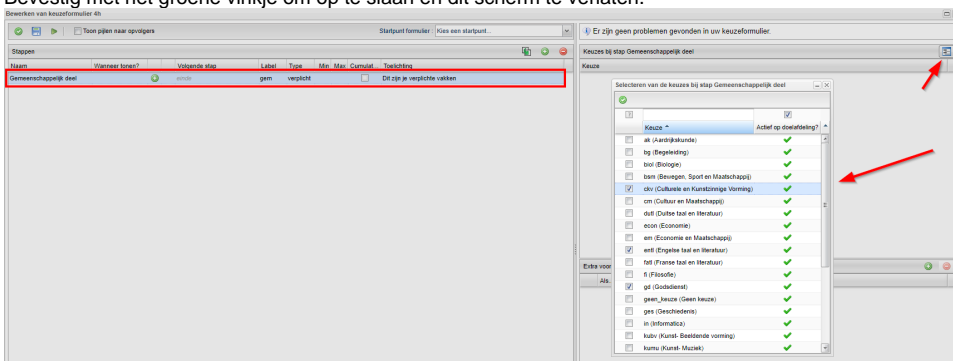 Bevestig met het groene vinkje om op te slaan en dit scherm te verlaten.
Bewerken van keuzeformulier 4h
Toon pijlen naar opvolgers
Startpunt formulier : Kies een startpunt...
Er zijn geen problemen gevonden in uw keuzeformulier.
Stappen
Keuzes bij stap Gemeenschappelijk deel
Naam Wanneer tonen? Volgende stap Label Type Min Max Cumulat... Toelichting
Keuze
Gemeenschappelijk deel einde gem verplicht Dit zijn je verplichte vakken
Selecteren van de keuzes bij stap Gemeenschappelijk deel
Keuze Actief op doelafdeling?
ak (Aardrijkskunde)
bg (Begeleiding)
biol (Biologie)
bsm (Bewegen, Sport en Maatschappij)
ckv (Culturele en Kunstzinnige Vorming)
cm (Cultuur en Maatschappij)
dutl (Duitse taal en literatuur)
econ (Economie)
em (Economie en Maatschappij)
entl (Engelse taal en literatuur)
fatl (Franse taal en literatuur)
fi (Filosofie)
gd (Godsdienst)
geen_keuze (Geen keuze)
ges (Geschiedenis)
in (Informatica)
kubv (Kunst- Beeldende vorming)
kumu (Kunst- Muziek)
Extra voor
Als...